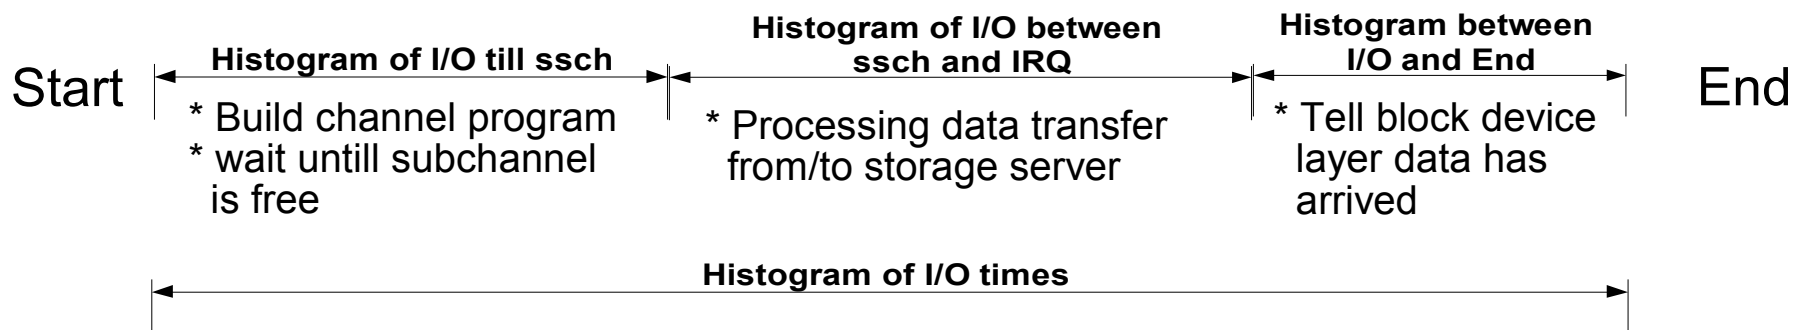 Start
Histogram of I/O till ssch
* Build channel program
* wait untill subchannel
is free
Histogram of I/O between
ssch and IRQ
* Processing data transfer
from/to storage server
Histogram between
I/O and End
* Tell block device
layer data has
arrived
End
Histogram of I/O times